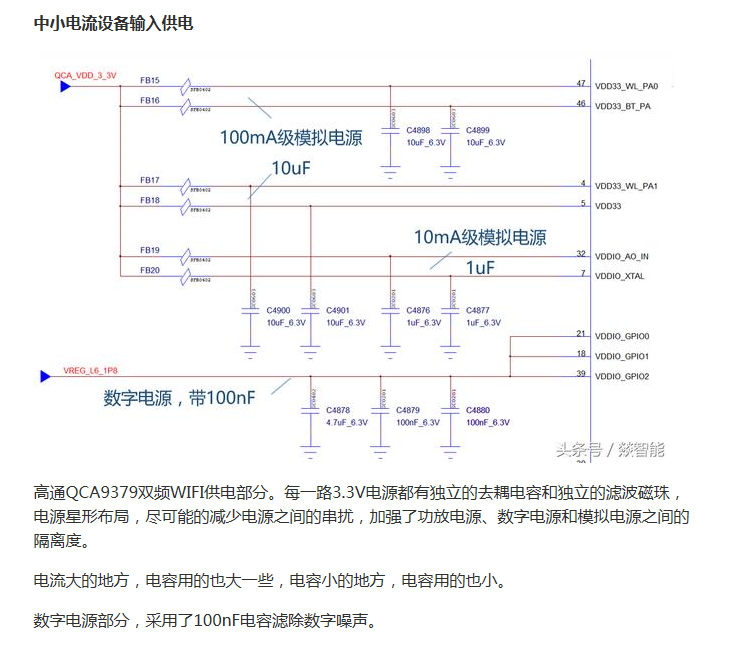 中小电流设备输入供电
QCA_VDD_3_3V
FB15
47 VDD33_WL_PA0
FB16
46 VDD33_BT_PA
100mA级模拟电源
C4898
C4899
10uF_6.3V
10uF_6.3V
10uF
FB17
4 VDD33_WL_PA1
FB18
5 VDD33
10mA级模拟电源
FB19
32 VDDIO_AO_IN
1uF
FB20
7 VDDIO_XTAL
C4900
C4901
C4876
C4877
10uF_6.3V
10uF_6.3V
1uF_6.3V
1uF_6.3V
21 VDDIO_GPIO00
18 VDDIO_GPIO1
VREG_L6_1P8
39 VDDIO_GPIO2
数字电源，带100nF
C4878
C4879
C4880
4.7uF_6.3V
100nF_6.3V
100nF_6.3V
头条号 / 燚智能
高通QCA9379双频WIFI供电部分。每一路3.3V电源都有独立的去耦电容和独立的滤波磁珠，
电源星形布局，尽可能的减少电源之间的串扰，加强了功放电源、数字电源和模拟电源之间的
隔离度。
电流大的地方，电容用的也大一些，电容小的地方，电容用的也小。
数字电源部分，采用了100nF电容滤除数字噪声。